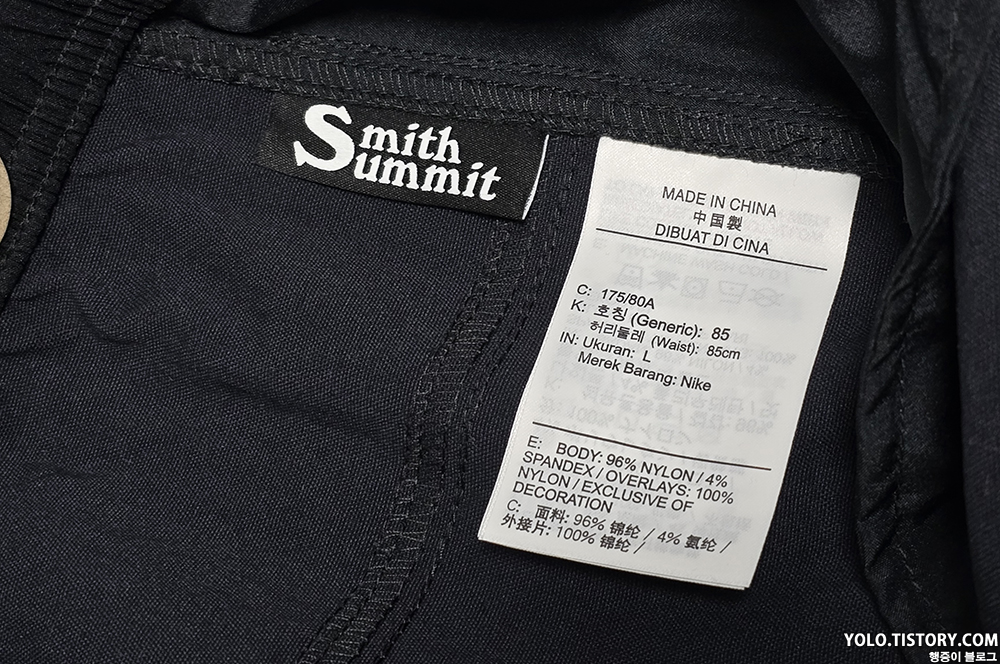 Smith
Summit
MADE IN CHINA
中国製
DIBUAT DI CINA
C: 175/80A
K: 호칭 (Generic): 85
허리둘레 (Waist): 85cm
IN: Ukuran: L
Merek Barang: Nike
E: BODY: 96% NYLON / 4%
SPANDEX / OVERLAYS: 100%
NYLON / EXCLUSIVE OF
DECORATION
C: 面料: 96% 锦纶 / 4% 氨纶 /
外接片: 100% 锦纶 /
YOLO.TISTORY.COM
행중이 블로그